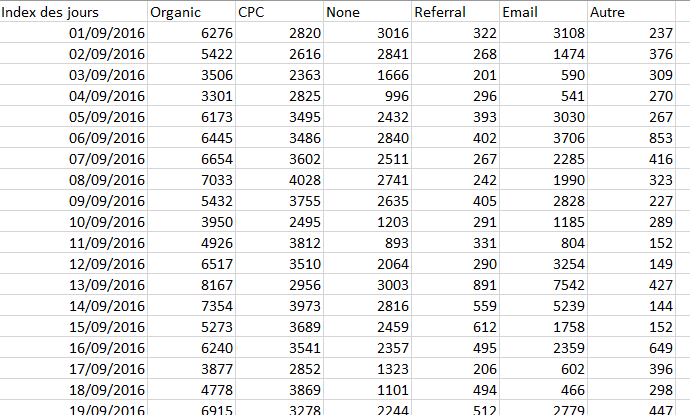 Index des jours Organic CPC None Referral Email Autre
01/09/2016 6276 2820 3016 322 3108 237
02/09/2016 5422 2616 2841 268 1474 376
03/09/2016 3506 2363 1666 201 590 309
04/09/2016 3301 2825 996 296 541 270
05/09/2016 6173 3495 2432 393 3030 267
06/09/2016 6445 3486 2840 402 3706 853
07/09/2016 6654 3602 2511 267 2285 416
08/09/2016 7033 4028 2741 242 1990 323
09/09/2016 5432 3755 2635 405 2828 227
10/09/2016 3950 2495 1203 291 1185 289
11/09/2016 4926 3812 893 331 804 152
12/09/2016 6517 3510 2064 290 3254 149
13/09/2016 8167 2956 3003 891 7542 427
14/09/2016 7354 3973 2816 559 5239 144
15/09/2016 5273 3689 2459 612 1758 152
16/09/2016 6240 3541 2357 495 2359 649
17/09/2016 3877 2852 1323 206 602 396
18/09/2016 4778 3869 1101 494 466 298
19/09/2016 6915 3278 2244 512 2779 447